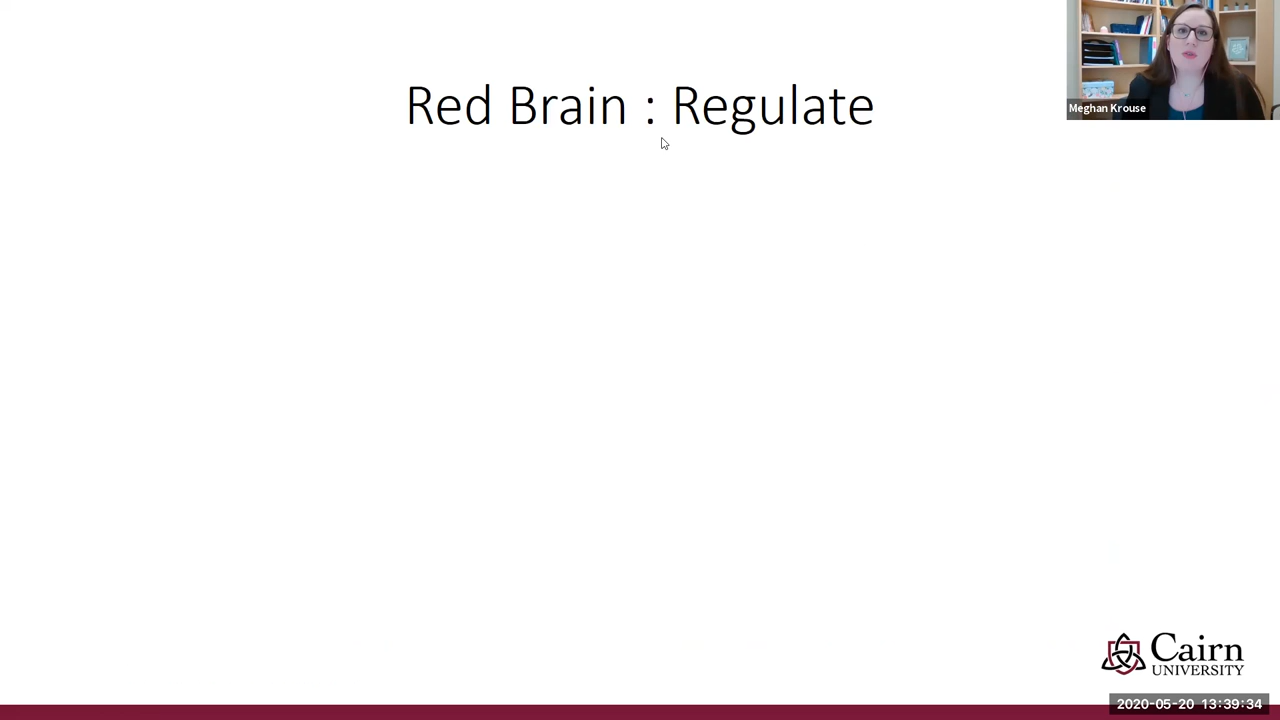 Red Brain : Regulate
Meghan Krouse
Cairn
UNIVERSITY
2020-05-20 13:39:34